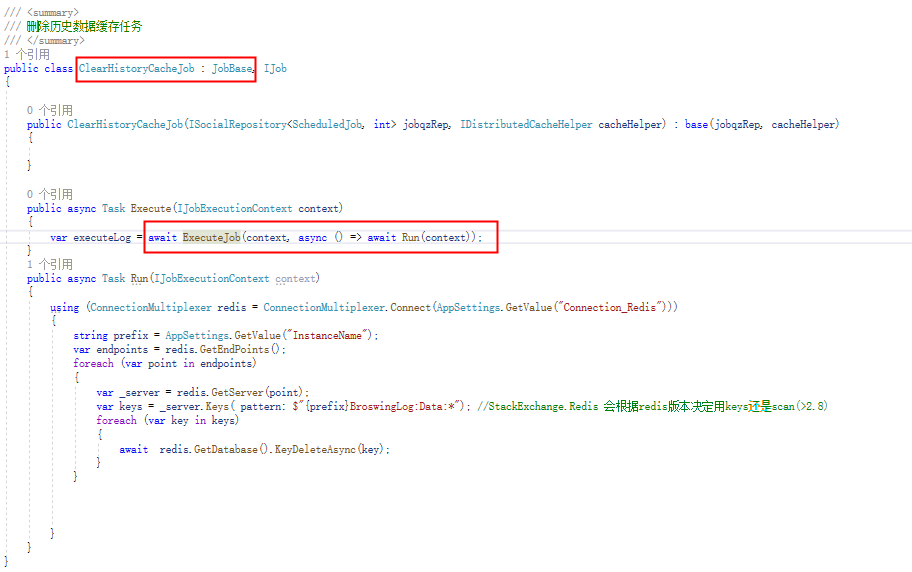 /// <summary>
/// 删除历史数据缓存任务
/// </summary>
1 个引用
public class ClearHistoryCacheJob : JobBase, IJob
{
0 个引用
public ClearHistoryCacheJob(ISocialRepository<ScheduledJob, int> jobqzRep, IDistributedCacheHelper cacheHelper) : base(jobqzRep, cacheHelper)
{
}
0 个引用
public async Task Execute(IJobExecutionContext context)
{
var executeLog = await ExecuteJob(context, async () => await Run(context));
}
1 个引用
public async Task Run(IJobExecutionContext context)
{
using (ConnectionMultiplexer redis = ConnectionMultiplexer.Connect(AppSettings.GetValue("Connection_Redis")))
{
string prefix = AppSettings.GetValue("InstanceName");
var endpoints = redis.GetEndPoints();
foreach (var point in endpoints)
{
var _server = redis.GetServer(point);
var keys = _server.Keys( pattern: $"{prefix}BroswingLog:Data:*"); //StackExchange.Redis 会根据redis版本决定用keys还是scan(>2.8)
foreach (var key in keys)
{
await  redis.GetDatabase().KeyDeleteAsync(key);
}
}
}
}
}